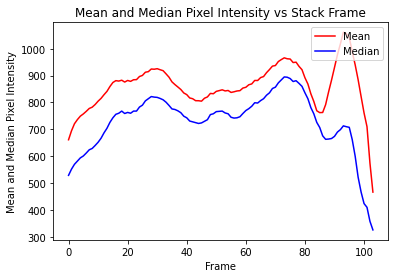 Mean and Median Pixel Intensity vs Stack Frame
Mean
Median
Mean and Median Pixel Intensity
1000
900
800
700
600
500
400
300
0
20
40
60
80
100
Frame